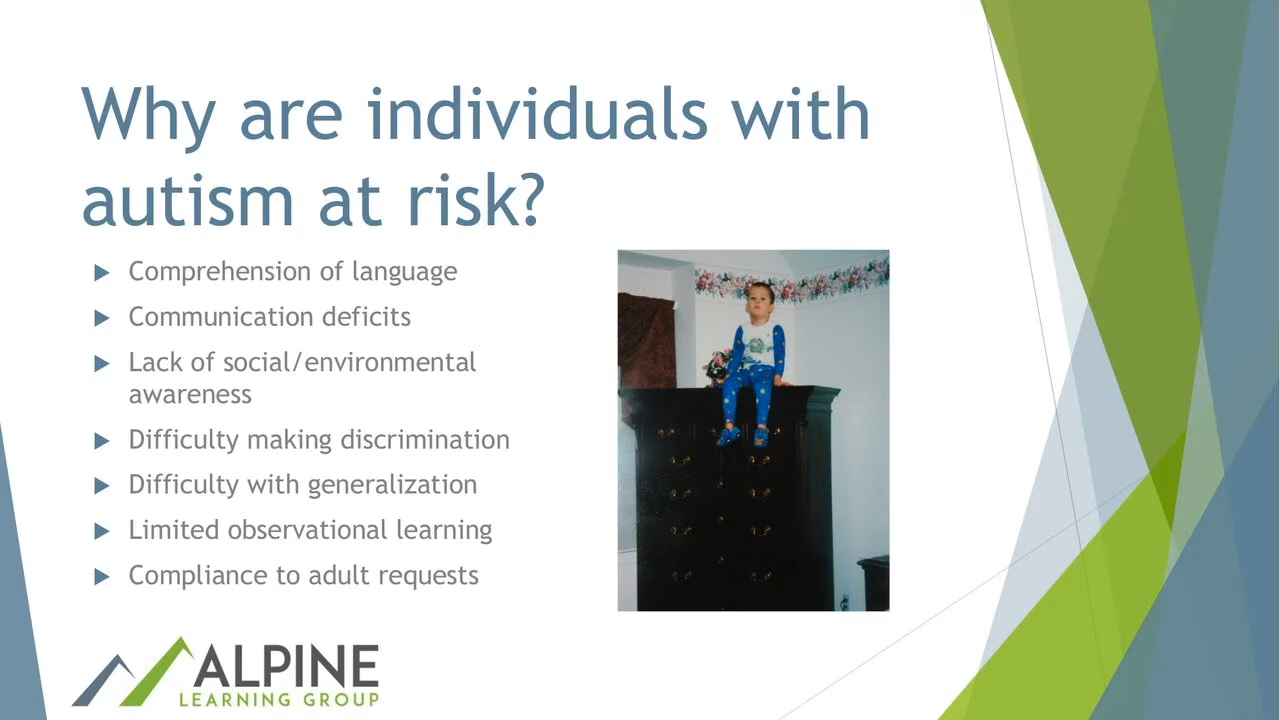 Why are individuals with
autism at risk?
Comprehension of language
Communication deficits
Lack of social/environmental
awareness
Difficulty making discrimination
Difficulty with generalization
Limited observational learning
Compliance to adult requests
ALPINE
LEARNING GROUP